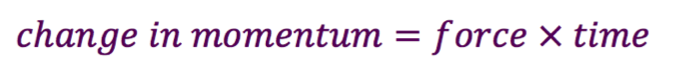 change in momentum = force × time